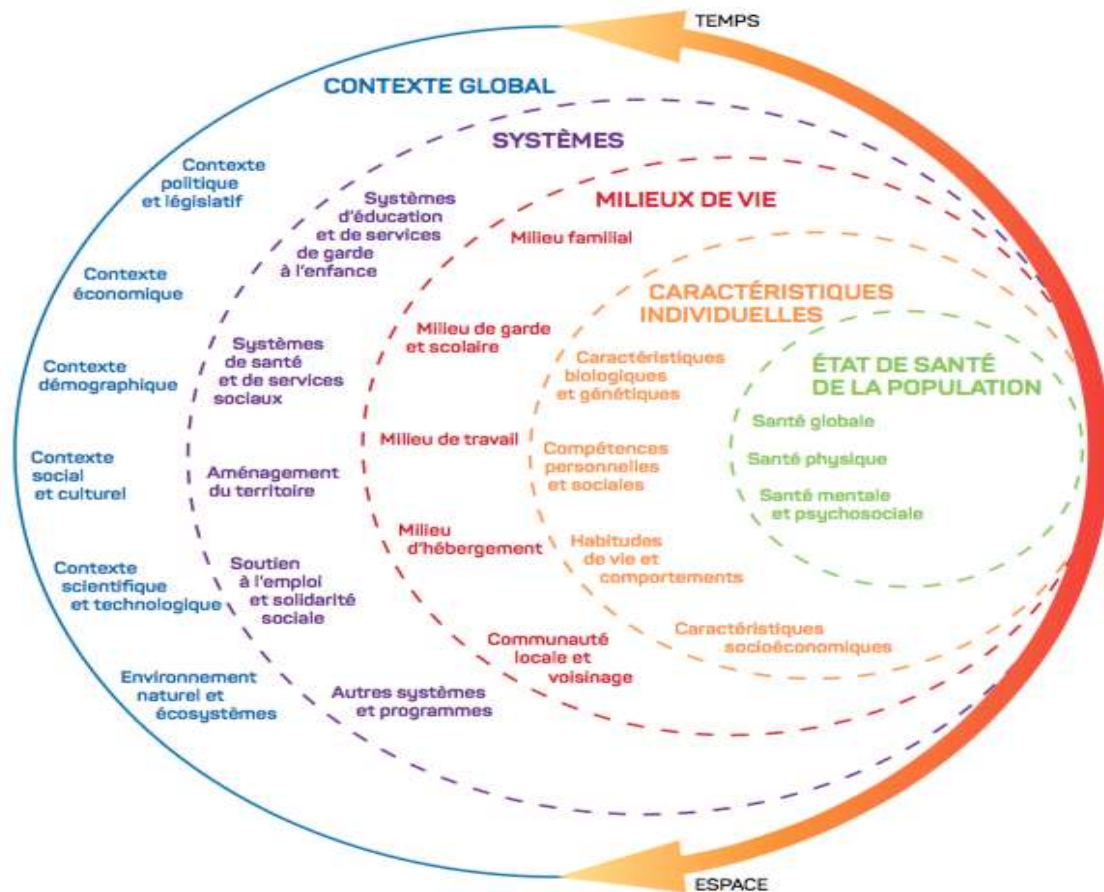 TEMPS
CONTEXTE GLOBAL
Contexte
politique
et législatif
Contexte
économique
Contexte
démographique
Contexte
social
et culturel
Contexte
scientifique
et technologique
Environnement
naturel et
écosystèmes
SYSTÈMES
Systèmes
d'éducation
et de services
de garde
à l'enfance
Systèmes
de santé
et de services
sociaux
Aménagement
du territoire
Soutien
à l'emploi
et solidarité
sociale
Autres systèmes
et programmes
MILIEUX DE VIE
Milieu familial
Milieu de garde
et scolaire
Milieu de travail
Milieu
d'hébergement
Communauté
locale et
voisinage
CARACTÉRISTIQUES
INDIVIDUELLES
Caractéristiques
biologiques
et génétiques
Compétences
personnelles
et sociales
Habitudes
de vie et
comportements
Caractéristiques
socioéconomiques
ÉTAT DE SANTÉ
DE LA POPULATION
Santé globale
Santé physique
Santé mentale
et psychosociale
ESPACE